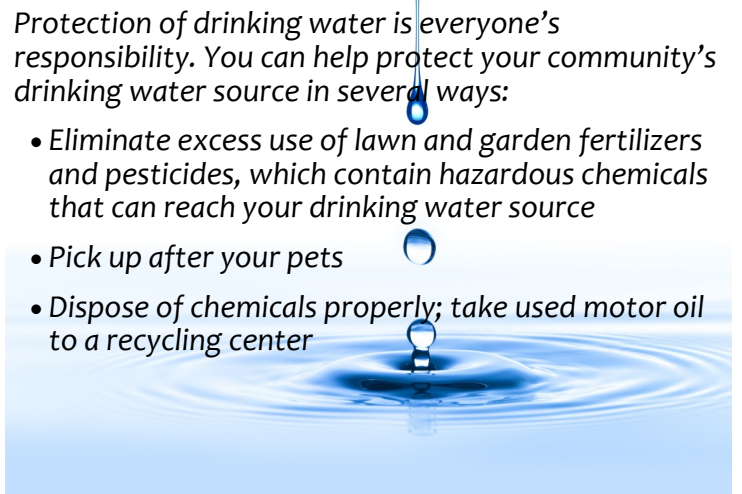 Protection of drinking water is everyone’s
responsibility. You can help protect your community’s
drinking water source in several ways:
• Eliminate excess use of lawn and garden fertilizers
and pesticides, which contain hazardous chemicals
that can reach your drinking water source
• Pick up after your pets
• Dispose of chemicals properly; take used motor oil
to a recycling center